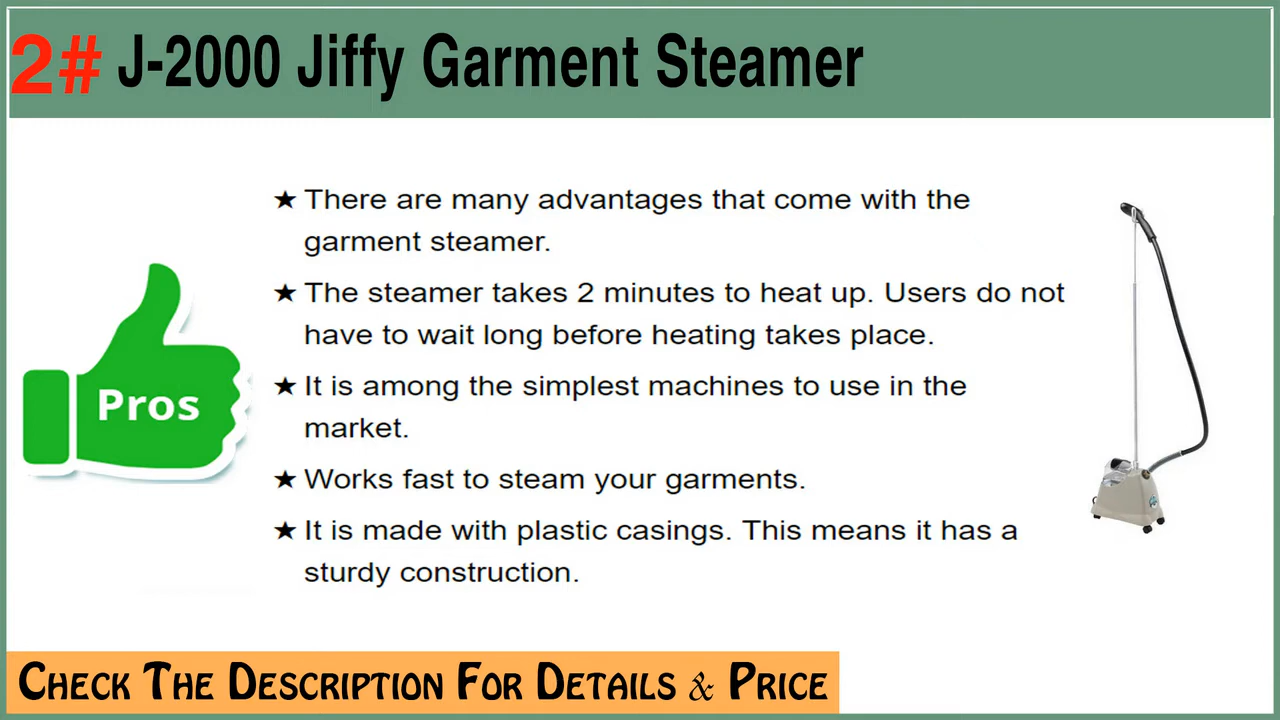 2# J-2000 Jiffy Garment Steamer
★ There are many advantages that come with the
garment steamer.
★ The steamer takes 2 minutes to heat up. Users do not
have to wait long before heating takes place.
★ It is among the simplest machines to use in the
market.
★ Works fast to steam your garments.
★ It is made with plastic casings. This means it has a
sturdy construction.
Pros
Check The Description For Details & Price